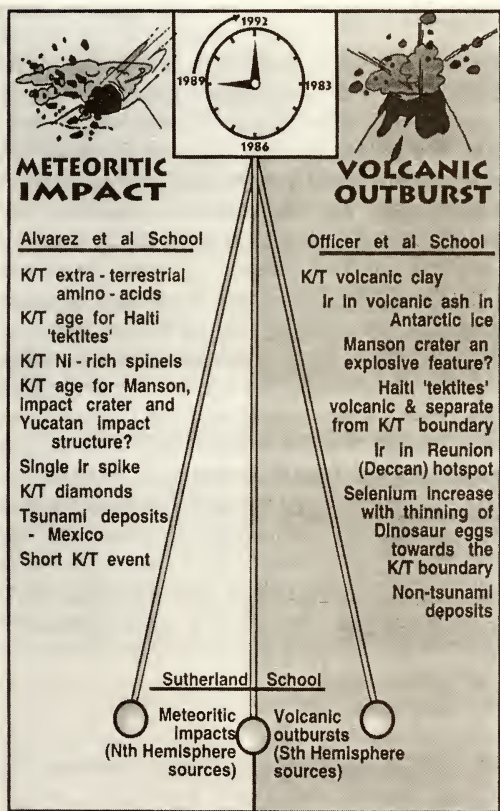 1992
1989
1983
1986
METEORITIC
IMPACT
VOLCANIC
OUTBURST
Alvarez et al School
K/T extra - terrestrial
amino - acids
K/T age for Haiti
'tektites'
K/T Ni - rich spinels
K/T age for Manson,
impact crater and
Yucatan impact
structure?
Single Ir spike
K/T diamonds
Tsunami deposits
- Mexico
Short K/T event
Officer et al School
K/T volcanic clay
Ir in volcanic ash in
Antarctic ice
Manson crater an
explosive feature?
Haiti 'tektites'
volcanic & separate
from K/T boundary
Ir in Reunion
(Deccan) hotspot
Selenium increase
with thinning of
Dinosaur eggs
towards the
K/T boundary
Non-tsunami
deposits
Sutherland School
Meteoritic
impacts
(Nth Hemisphere
sources)
Volcanic
outbursts
(Sth Hemisphere
sources)